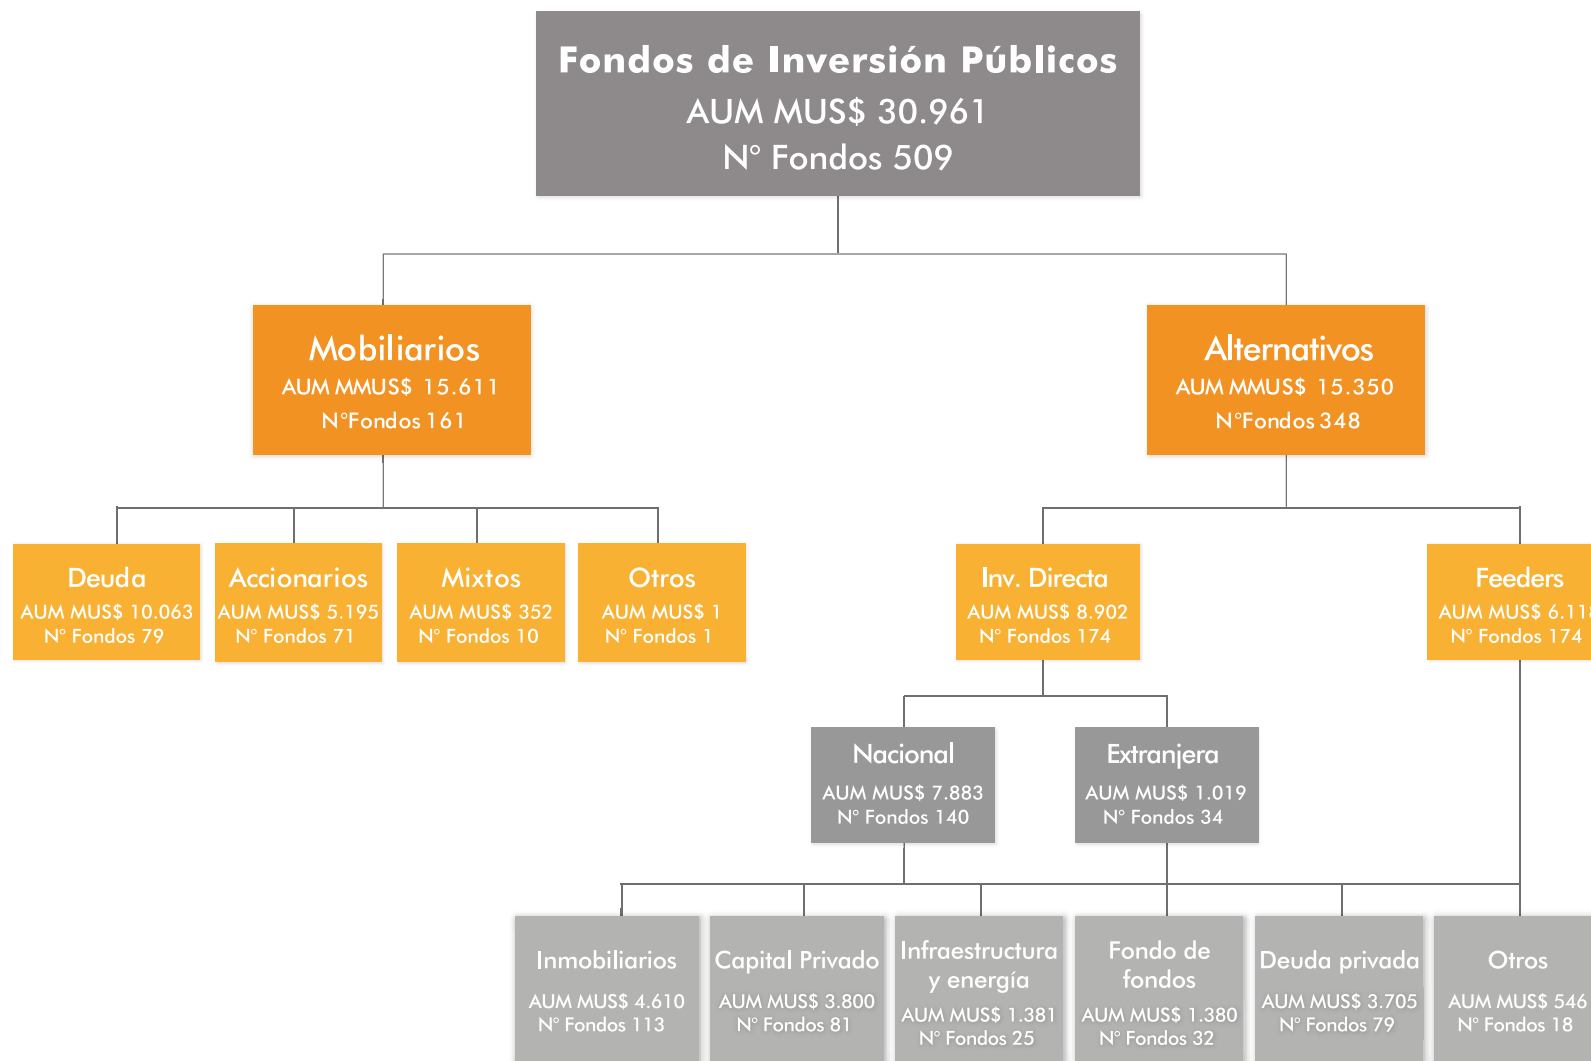 Fondos de Inversión Públicos
AUM MUS$ 30.961
N° Fondos 509
Mobiliarios
AUM MMUS$ 15.611
N°Fondos 161
Alternativos
AUM MMUS$ 15.350
N°Fondos 348
Deuda
AUM MUS$ 10.063
N° Fondos 79
Accionarios
AUM MUS$ 5.195
N° Fondos 71
Mixtos
AUM MUS$ 352
N° Fondos 10
Otros
AUM MUS$ 1
N° Fondos 1
Inv. Directa
AUM MUS$ 8.902
N° Fondos 174
Feeders
AUM MUS$ 6.118
N° Fondos 174
Nacional
AUM MUS$ 7.883
N° Fondos 140
Extranjera
AUM MUS$ 1.019
N° Fondos 34
Inmobiliarios
AUM MUS$ 4.610
N° Fondos 113
Capital Privado
AUM MUS$ 3.800
N° Fondos 81
Infraestructura
y energía
AUM MUS$ 1.381
N° Fondos 25
Fondo de
fondos
AUM MUS$ 1.380
N° Fondos 32
Deuda privada
AUM MUS$ 3.705
N° Fondos 79
Otros
AUM MUS$ 546
N° Fondos 18